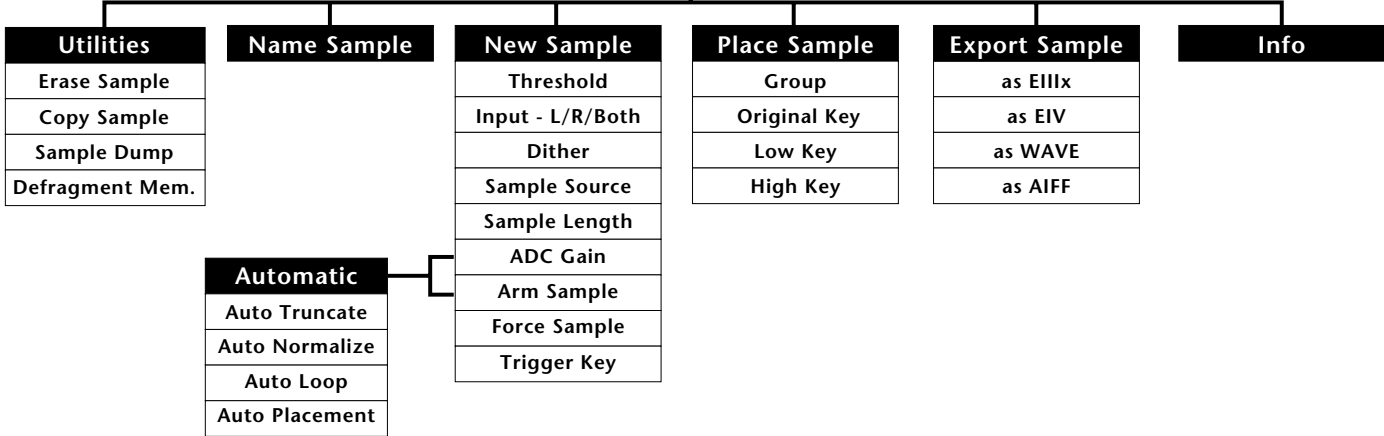 Utilities
Erase Sample
Copy Sample
Sample Dump
Defragment Mem.
Name Sample
New Sample
Threshold
Input - L/R/Both
Dither
Sample Source
Sample Length
ADC Gain
Arm Sample
Force Sample
Trigger Key
Automatic
Auto Truncate
Auto Normalize
Auto Loop
Auto Placement
Place Sample
Group
Original Key
Low Key
High Key
Export Sample
as EIIIx
as EIV
as WAVE
as AIFF
Info